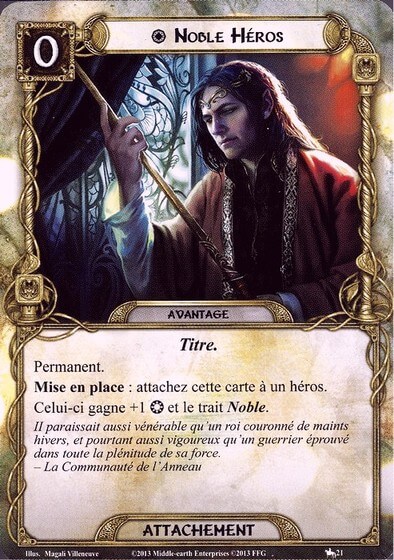 0
Noble Héros
AVANTAGE
Titre.
Permanent.
Mise en place : attachez cette carte à un héros.
Celui-ci gagne +1 et le trait Noble.
Il paraissait aussi vénérable qu'un roi couronné de maints
hivers, et pourtant aussi vigoureux qu'un guerrier éprouvé
dans toute la plénitude de sa force.
– La Communauté de l'Anneau
ATTACHEMENT
Illus. Magali Villeneuve
©2013 Middle-earth Enterprises ©2013 FFG
21